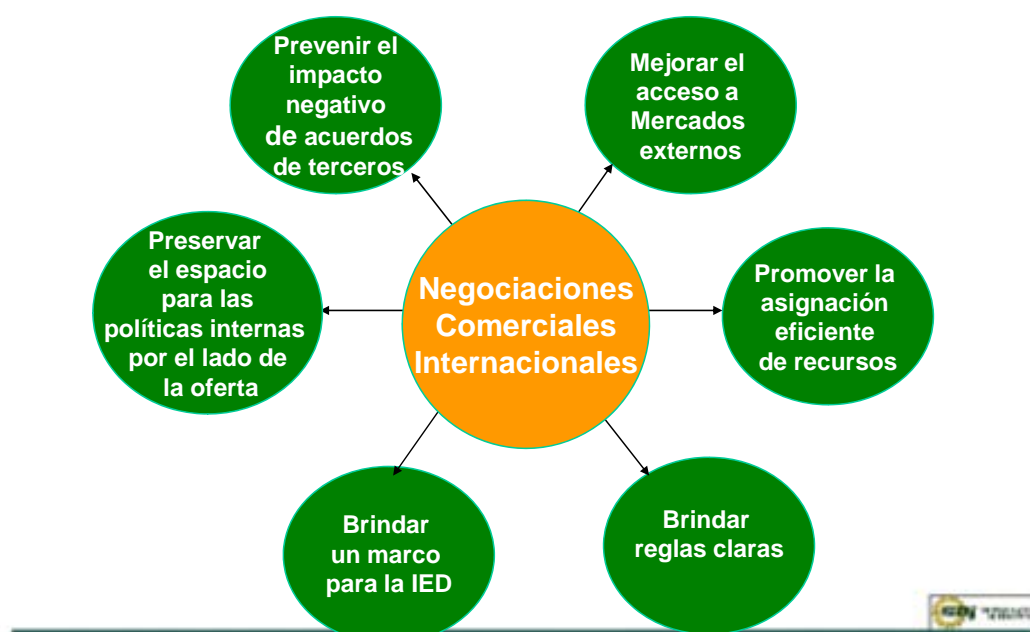 Prevenir el
impacto
negativo
de acuerdos
de terceros
Mejorar el
acceso a
Mercados
externos
Preservar
el espacio
para las
políticas internas
por el lado de
la oferta
Negociaciones
Comerciales
Internacionales
Promover la
asignación
eficiente
de recursos
Brindar
un marco
para la IED
Brindar
reglas claras